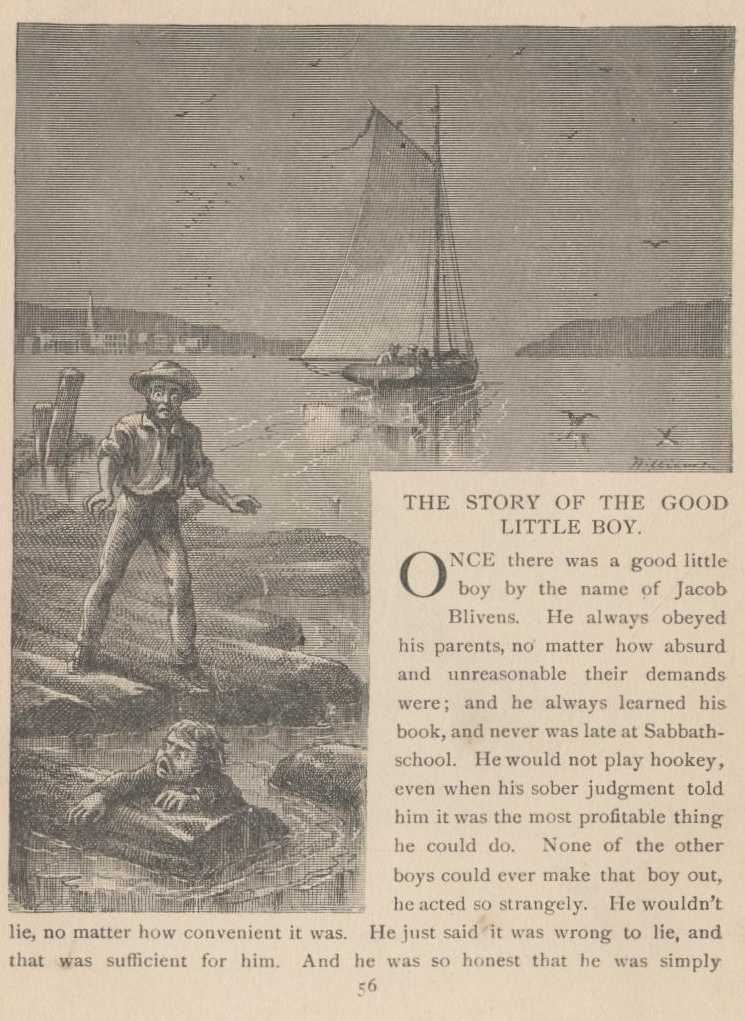 THE STORY OF THE GOOD
LITTLE BOY.
ONCE there was a good little
boy by the name of Jacob
Blivens. He always obeyed
his parents, no matter how absurd
and unreasonable their demands
were; and he always learned his
book, and never was late at Sabbath-
school. He would not play hookey,
even when his sober judgment told
him it was the most profitable thing
he could do. None of the other
boys could ever make that boy out,
he acted so strangely. He wouldn't
lie, no matter how convenient it was. He just said it was wrong to lie, and
that was sufficient for him. And he was so honest that he was simply
56